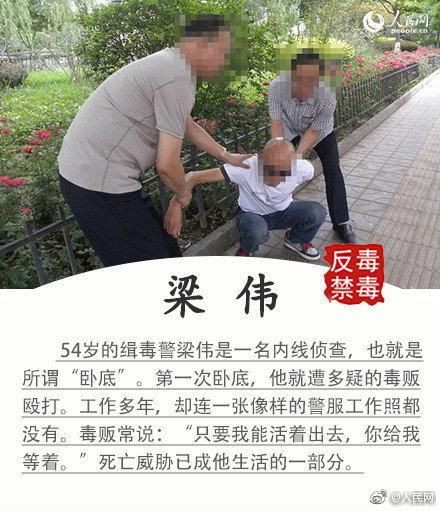 人民网
people.cn
梁伟
反毒
禁毒
54岁的缉毒警梁伟是一名内线侦查，也就是
所谓“卧底”。第一次卧底，他就遭多疑的毒贩
殴打。工作多年，却连一张像样的警服工作照都
没有。毒贩常说：“只要我能活着出去，你给我
等着。”死亡威胁已成他生活的一部分。
@人民网